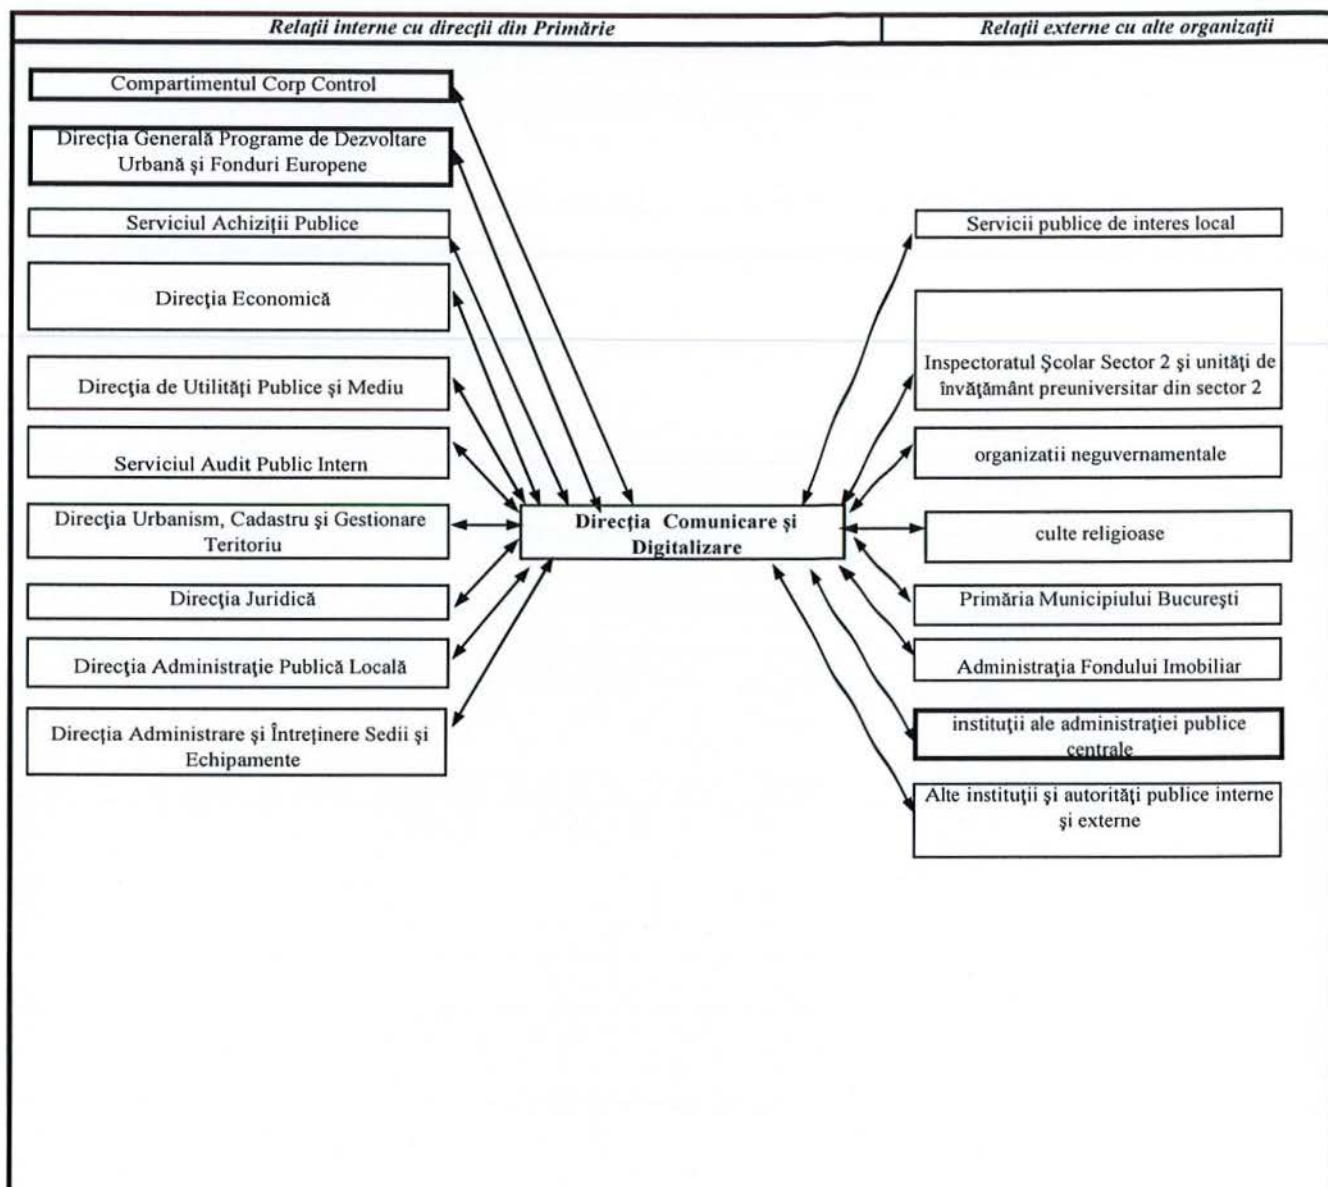 Relaţii interne cu direcţii din Primărie
Relaţii externe cu alte organizaţii
Compartimentul Corp Control
Direcţia Generală Programe de Dezvoltare
Urbană şi Fonduri Europene
Serviciul Achiziţii Publice
Direcţia Economică
Direcţia de Utilităţi Publice şi Mediu
Serviciul Audit Public Intern
Direcţia Urbanism, Cadastru şi Gestionare
Teritoriu
Direcţia Juridică
Direcţia Administraţie Publică Locală
Direcţia Administrare şi Întreţinere Sedii şi
Echipamente
Direcţia Comunicare şi
Digitalizare
Servicii publice de interes local
Inspectoratul Şcolar Sector 2 şi unităţi de
învăţământ preuniversitar din sector 2
organizatii neguvernamentale
culte religioase
Primăria Municipiului Bucureşti
Administraţia Fondului Imobiliar
instituţii ale administraţiei publice
centrale
Alte instituţii şi autorităţi publice interne
şi externe